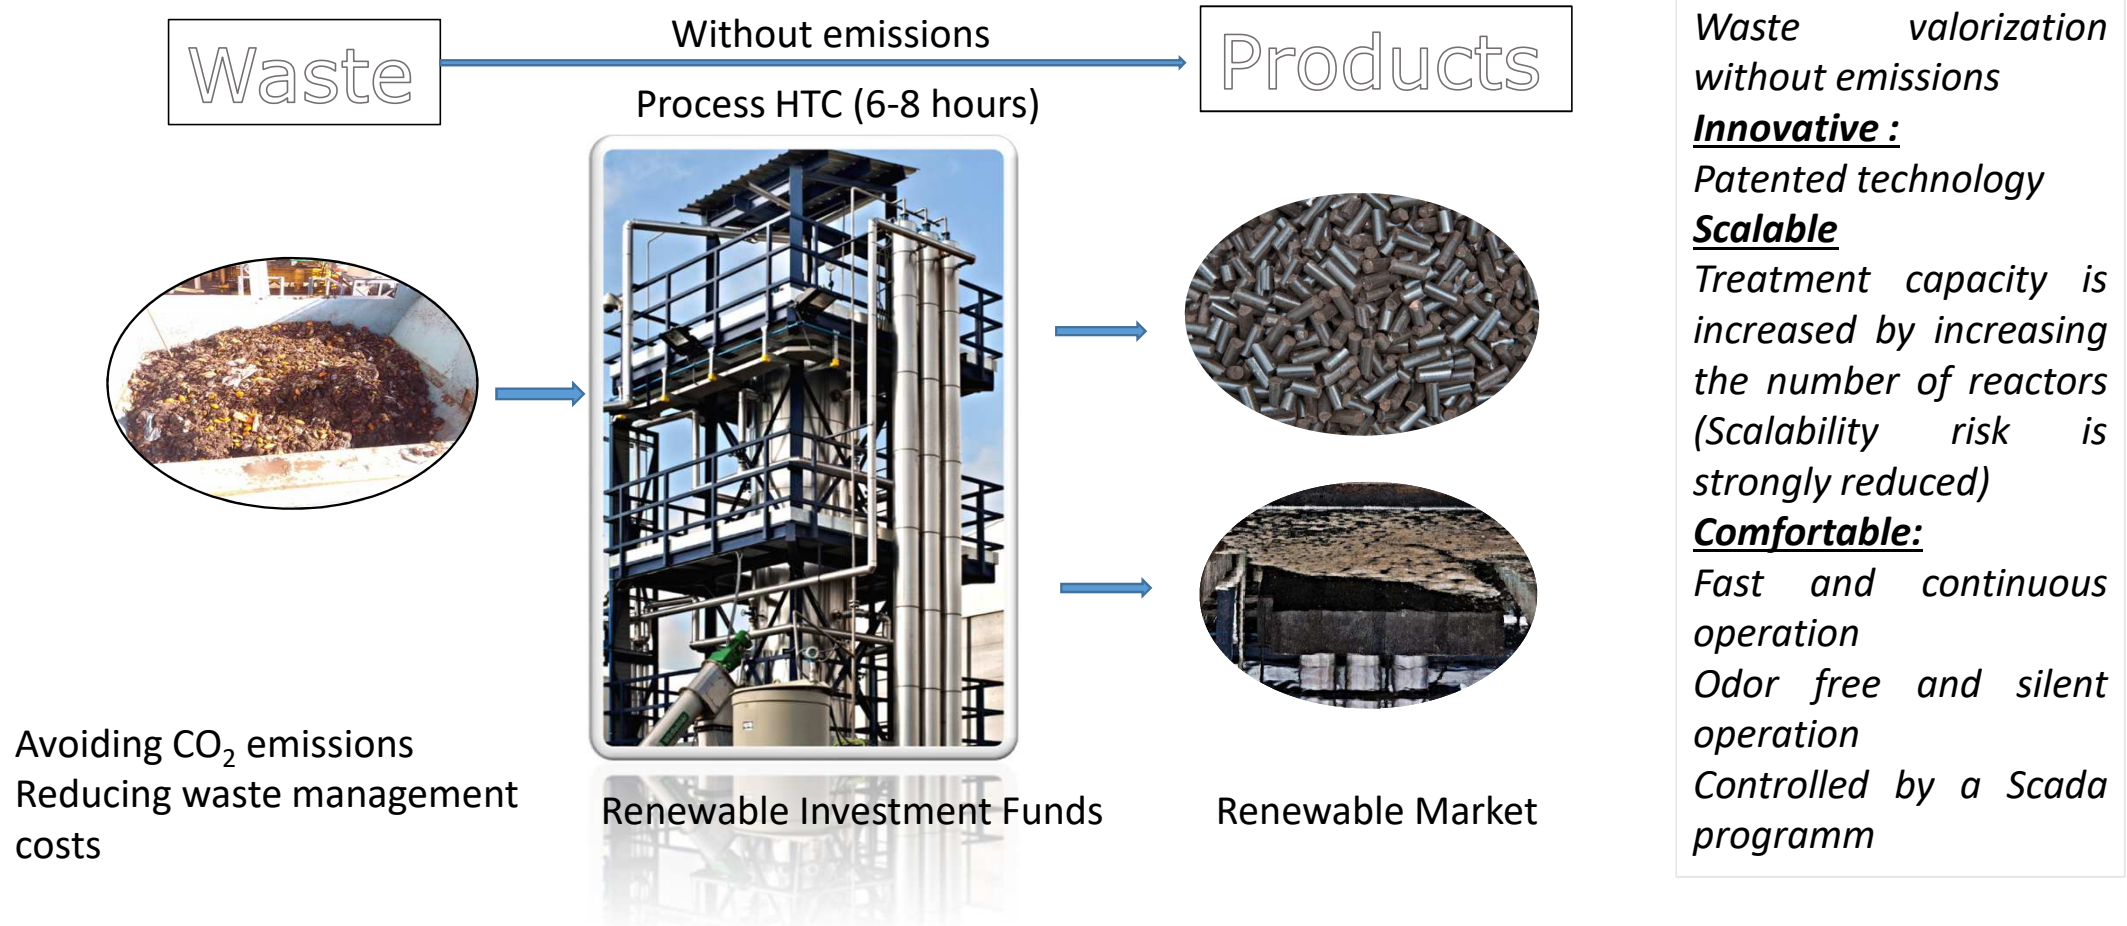 Waste
Without emissions
Process HTC (6-8 hours)
Products
Avoiding CO₂ emissions
Reducing waste management
costs
Renewable Investment Funds
Renewable Market
Waste valorization
without emissions
Innovative :
Patented technology
Scalable
Treatment capacity is
increased by increasing
the number of reactors
(Scalability risk is
strongly reduced)
Comfortable:
Fast and continuous
operation
Odor free and silent
operation
Controlled by a Scada
programm